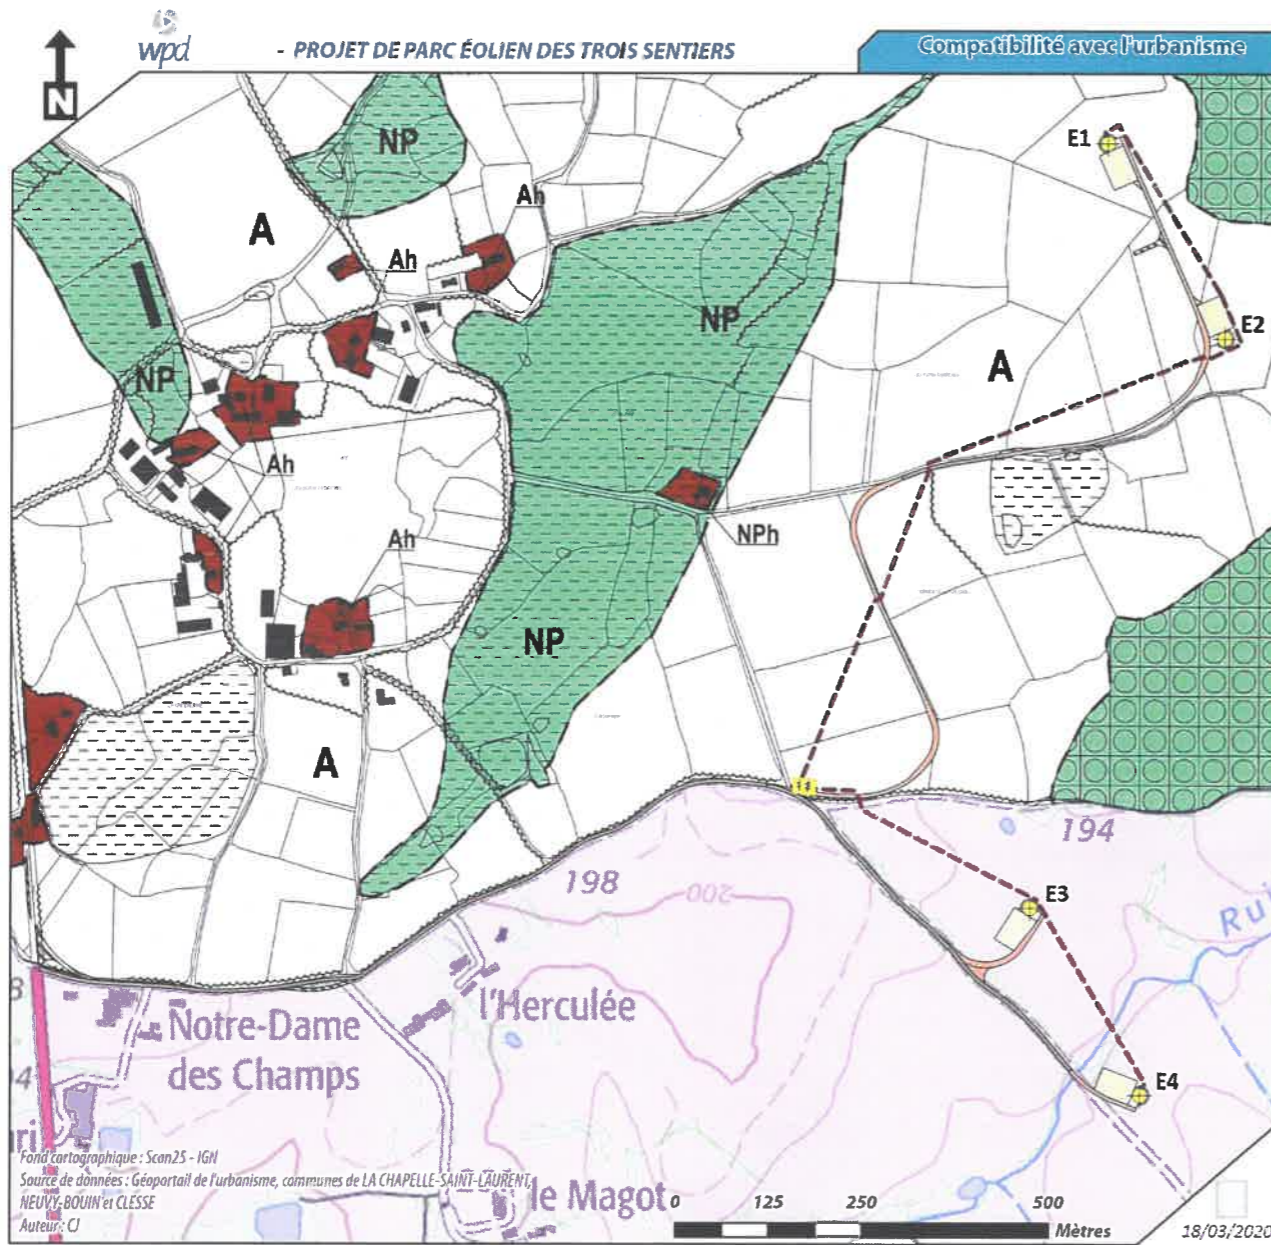 wpd
- PROJET DE PARC ÉOLIEN DES TROIS SENTIERS
Compatibilité avec l'urbanisme
N
NP
E1
Ah
A
Ah
NP
E2
A
NP
Ah
Ah
NPh
NP
A
194
198
200
E3
Rui
l'Herculée
Notre-Dame
des Champs
E4
Fond cartographique : Scan25 - IGN
Source de données : Géoportail de l'urbanisme, communes de LA CHAPELLE-SAINT-LAURENT,
NEUVY-BOUIN et CLESSE
Auteur : CJ
le Magot
0 125 250 500
Mètres
18/03/2020